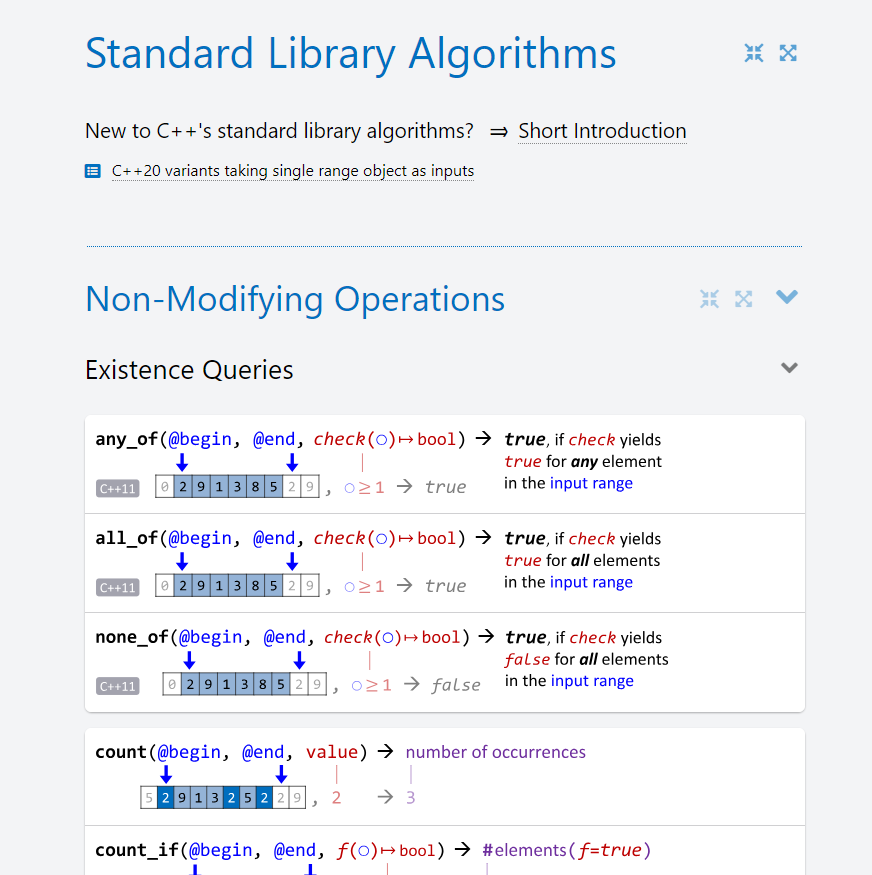 Standard Library Algorithms
New to C++'s standard library algorithms? ⇒ Short Introduction
C++20 variants taking single range object as inputs
Non-Modifying Operations
Existence Queries
any_of(@begin, @end, check(○)↦bool) → true, if check yields
true for any element
C++11 0 2 9 1 3 8 5 2 9 , ○≥1 → true in the input range
all_of(@begin, @end, check(○)↦bool) → true, if check yields
true for all elements
C++11 0 2 9 1 3 8 5 2 9 , ○≥1 → true in the input range
none_of(@begin, @end, check(○)↦bool) → true, if check yields
false for all elements
C++11 0 2 9 1 3 8 5 2 9 , ○≥1 → false in the input range
count(@begin, @end, value) → number of occurrences
5 2 9 1 3 2 5 2 2 9 , 2 → 3
count_if(@begin, @end, f(○)↦bool) → #elements(f=true)